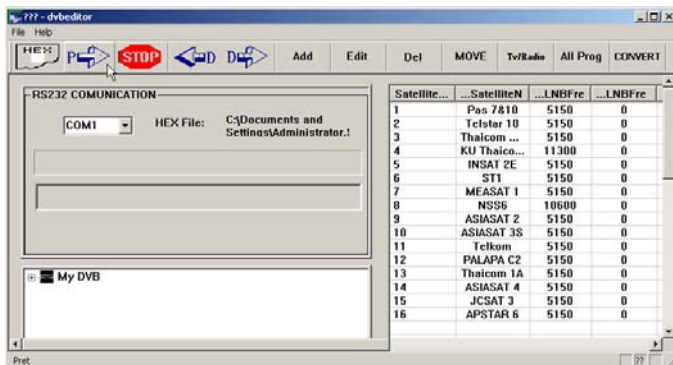 ??? - dvbeditor
File Help
HEX P STOP D D Add Edit Del MOVE Tv/Radio All Prog CONVERT
RS232 COMUNICATION
COM1 HEX File: C:\Documents and
Settings\Administrator.!
My DVB
Satellite... ...SatelliteN ...LNBFre ...LNBFre
1 Pas 7&10 5150 0
2 Telstar 10 5150 0
3 Thaicom ... 5150 0
4 KU Thaico... 11300 0
5 INSAT 2E 5150 0
6 ST1 5150 0
7 MEASAT 1 5150 0
8 NSS6 10600 0
9 ASIASAT 2 5150 0
10 ASIASAT 3S 5150 0
11 Telkom 5150 0
12 PALAPA C2 5150 0
13 Thaicom 1A 5150 0
14 ASIASAT 4 5150 0
15 JCSAT 3 5150 0
16 APSTAR 6 5150 0
Pret ??